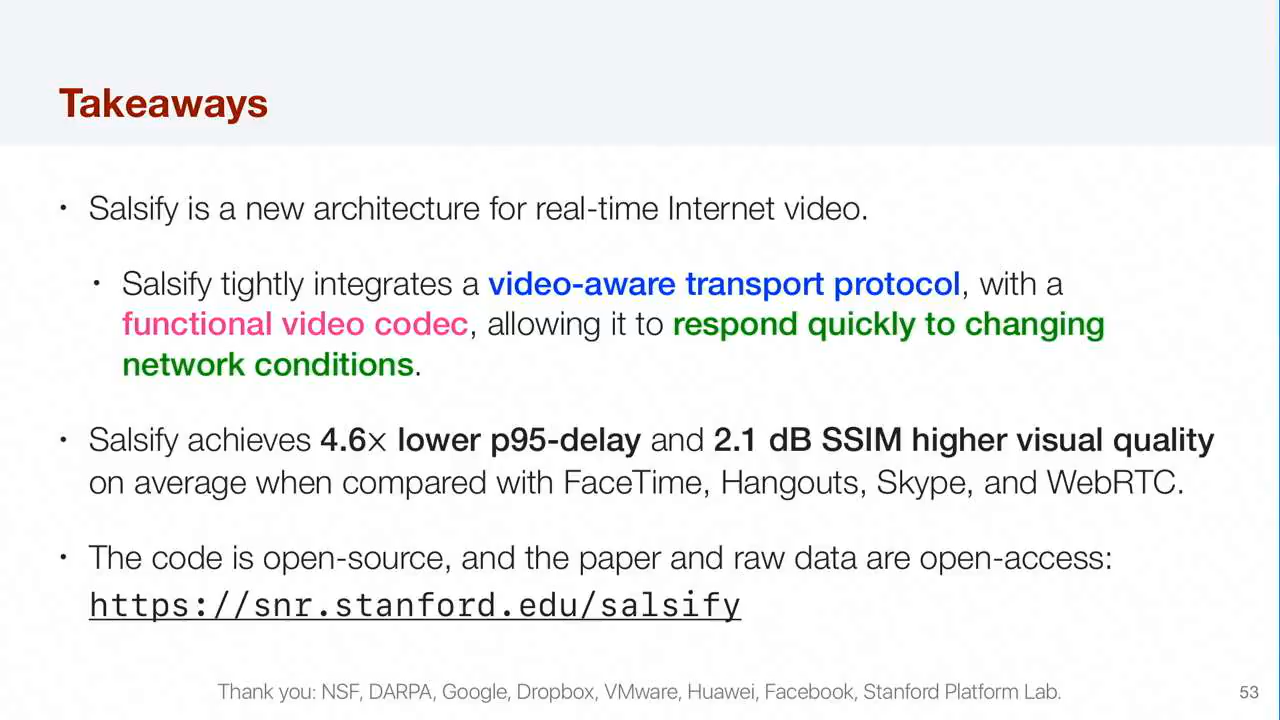 Takeaways
• Salsify is a new architecture for real-time Internet video.
• Salsify tightly integrates a video-aware transport protocol, with a
functional video codec, allowing it to respond quickly to changing
network conditions.
• Salsify achieves 4.6× lower p95-delay and 2.1 dB SSIM higher visual quality
on average when compared with FaceTime, Hangouts, Skype, and WebRTC.
• The code is open-source, and the paper and raw data are open-access:
https://snr.stanford.edu/salsify
Thank you: NSF, DARPA, Google, Dropbox, VMware, Huawei, Facebook, Stanford Platform Lab.
53